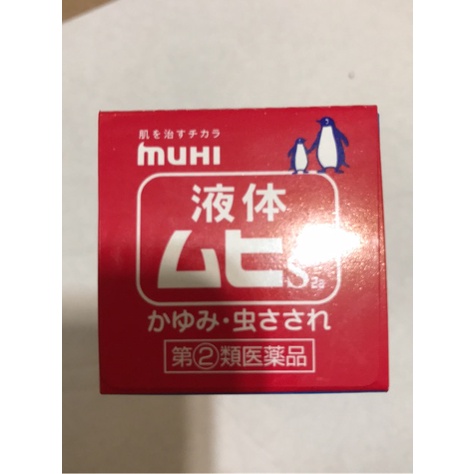 肌を治すチカラ
muHI
液体
ムヒS
かゆみ・虫さされ
第②類医薬品